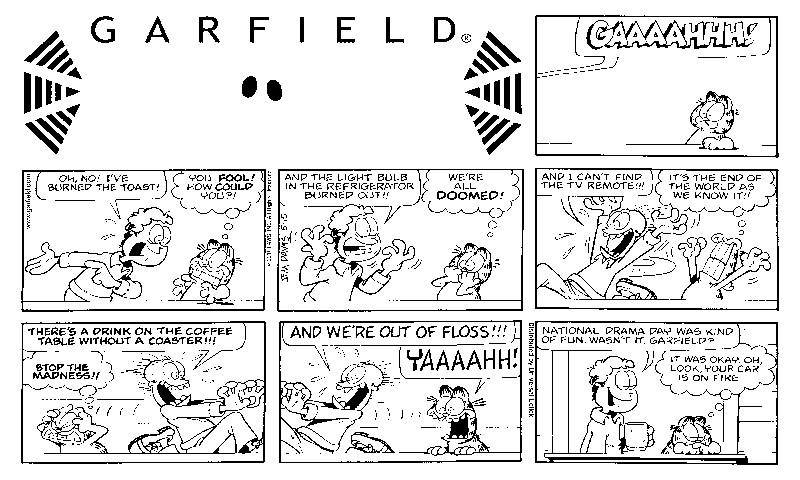 GARFIELD®
GAAAAHHH!
OH, NO! I'VE
BURNED THE TOAST!
YOU FOOL!
HOW COULD
YOU?!
www.garfield.com
AND THE LIGHT BULB
IN THE REFRIGERATOR
BURNED OUT!!
WE'RE
ALL
DOOMED!
JIM DAVIS
AND I CAN'T FIND
THE TV REMOTE!!!
IT'S THE END OF
THE WORLD AS
WE KNOW IT!!
THERE'S A DRINK ON THE COFFEE
TABLE WITHOUT A COASTER!!!
STOP THE
MADNESS!!
AND WE'RE OUT OF FLOSS!!!
YAAAAHH!
NATIONAL DRAMA DAY WAS KIND
OF FUN. WASN'T IT, GARFIELD?
IT WAS OKAY. OH,
LOOK, YOUR CAR
IS ON FIRE